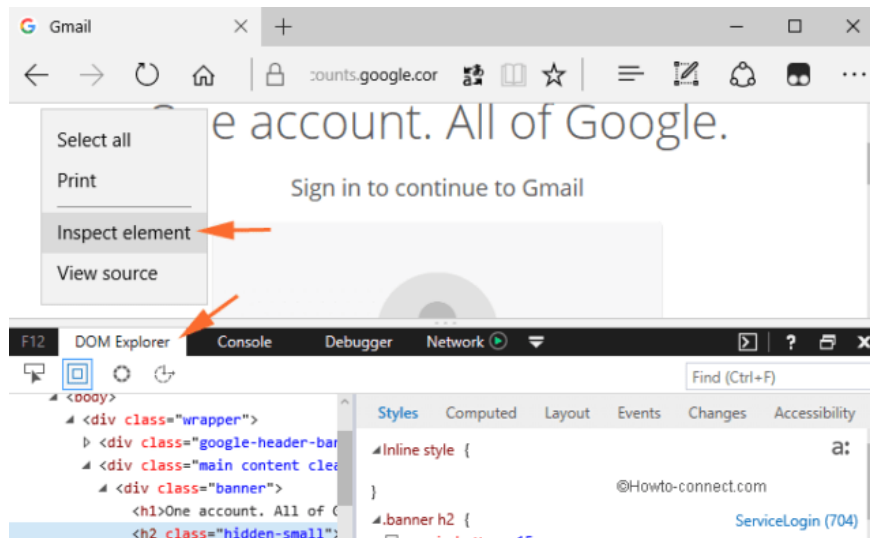 Gmail
counts.google.cor
e account. All of Google.
Select all
Print
Sign in to continue to Gmail
Inspect element
View source
F12 DOM Explorer Console Debugger Network ?
Find (Ctrl+F)
<body>
<div class="wrapper">
<div class="google-header-bar
<div class="main content clea
<div class="banner">
<h1>One account. All of G
<h2 class="hidden-small">
Styles Computed Layout Events Changes Accessibility
Inline style {
a:
}
©Howto-connect.com
.banner h2 {
ServiceLogin (704)